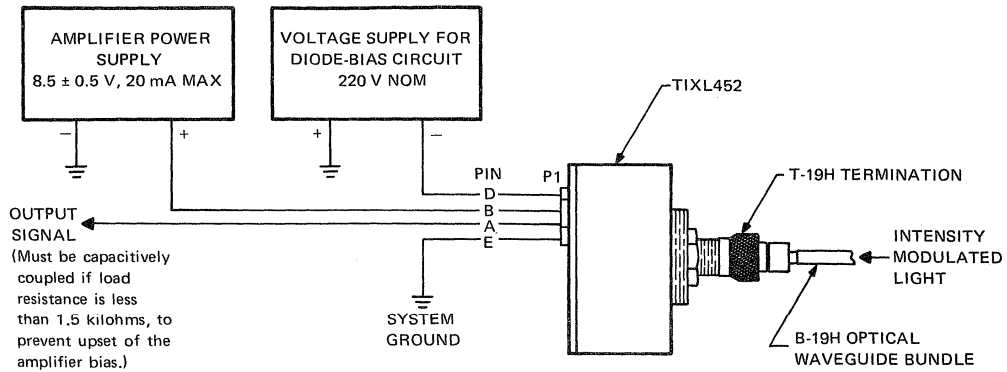 AMPLIFIER POWER
SUPPLY
8.5 ± 0.5 V, 20 mA MAX
VOLTAGE SUPPLY FOR
DIODE-BIAS CIRCUIT
220 V NOM
−
+
+
−
TIXL452
PIN
P1
D
B
A
E
T-19H TERMINATION
OUTPUT
SIGNAL
(Must be capacitively
coupled if load
resistance is less
than 1.5 kilohms, to
prevent upset of the
amplifier bias.)
SYSTEM
GROUND
INTENSITY
MODULATED
LIGHT
B-19H OPTICAL
WAVEGUIDE BUNDLE